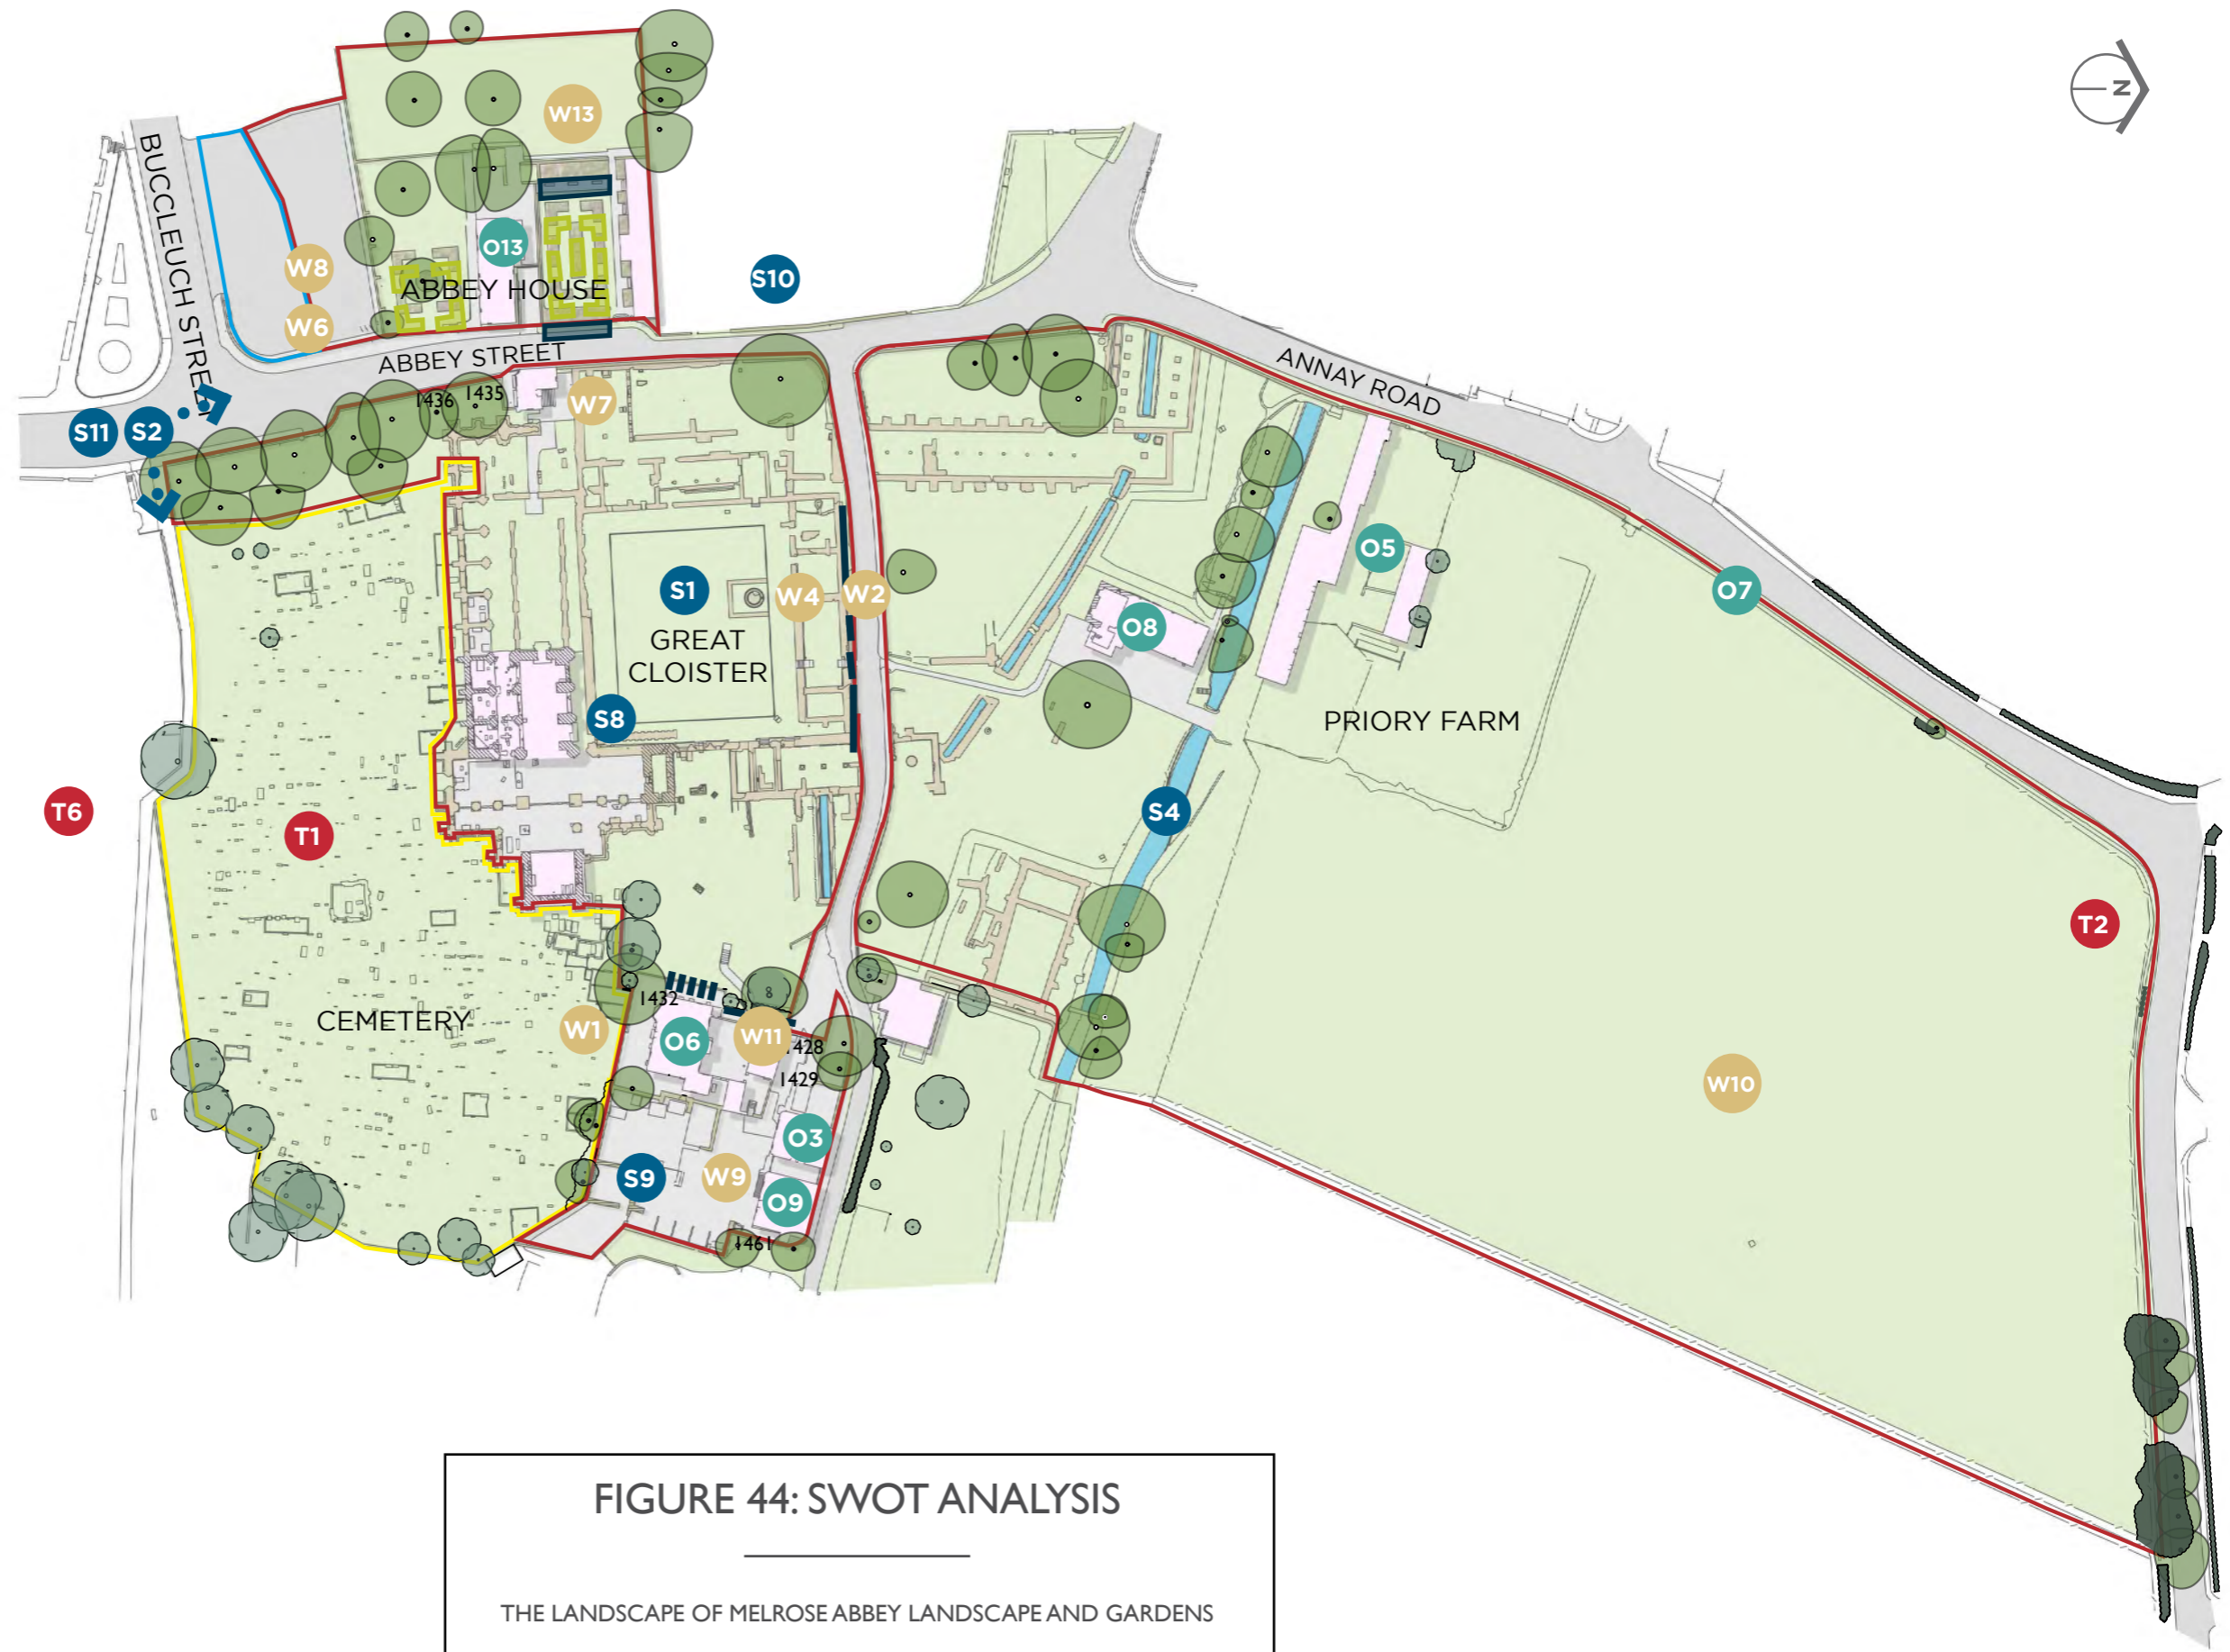 N
W13
BUCCLEUCH STREET
O13
W8
S10
ABBEY HOUSE
W6
ABBEY STREET
ANNAY ROAD
1436
1435
W7
S11
S2
O5
S1
W4
W2
O7
O8
GREAT
CLOISTER
S8
PRIORY FARM
T6
T1
S4
T2
1432
CEMETERY
W1
O6
W11
1428
1429
W10
O3
S9
W9
O9
1461
FIGURE 44: SWOT ANALYSIS
THE LANDSCAPE OF MELROSE ABBEY LANDSCAPE AND GARDENS